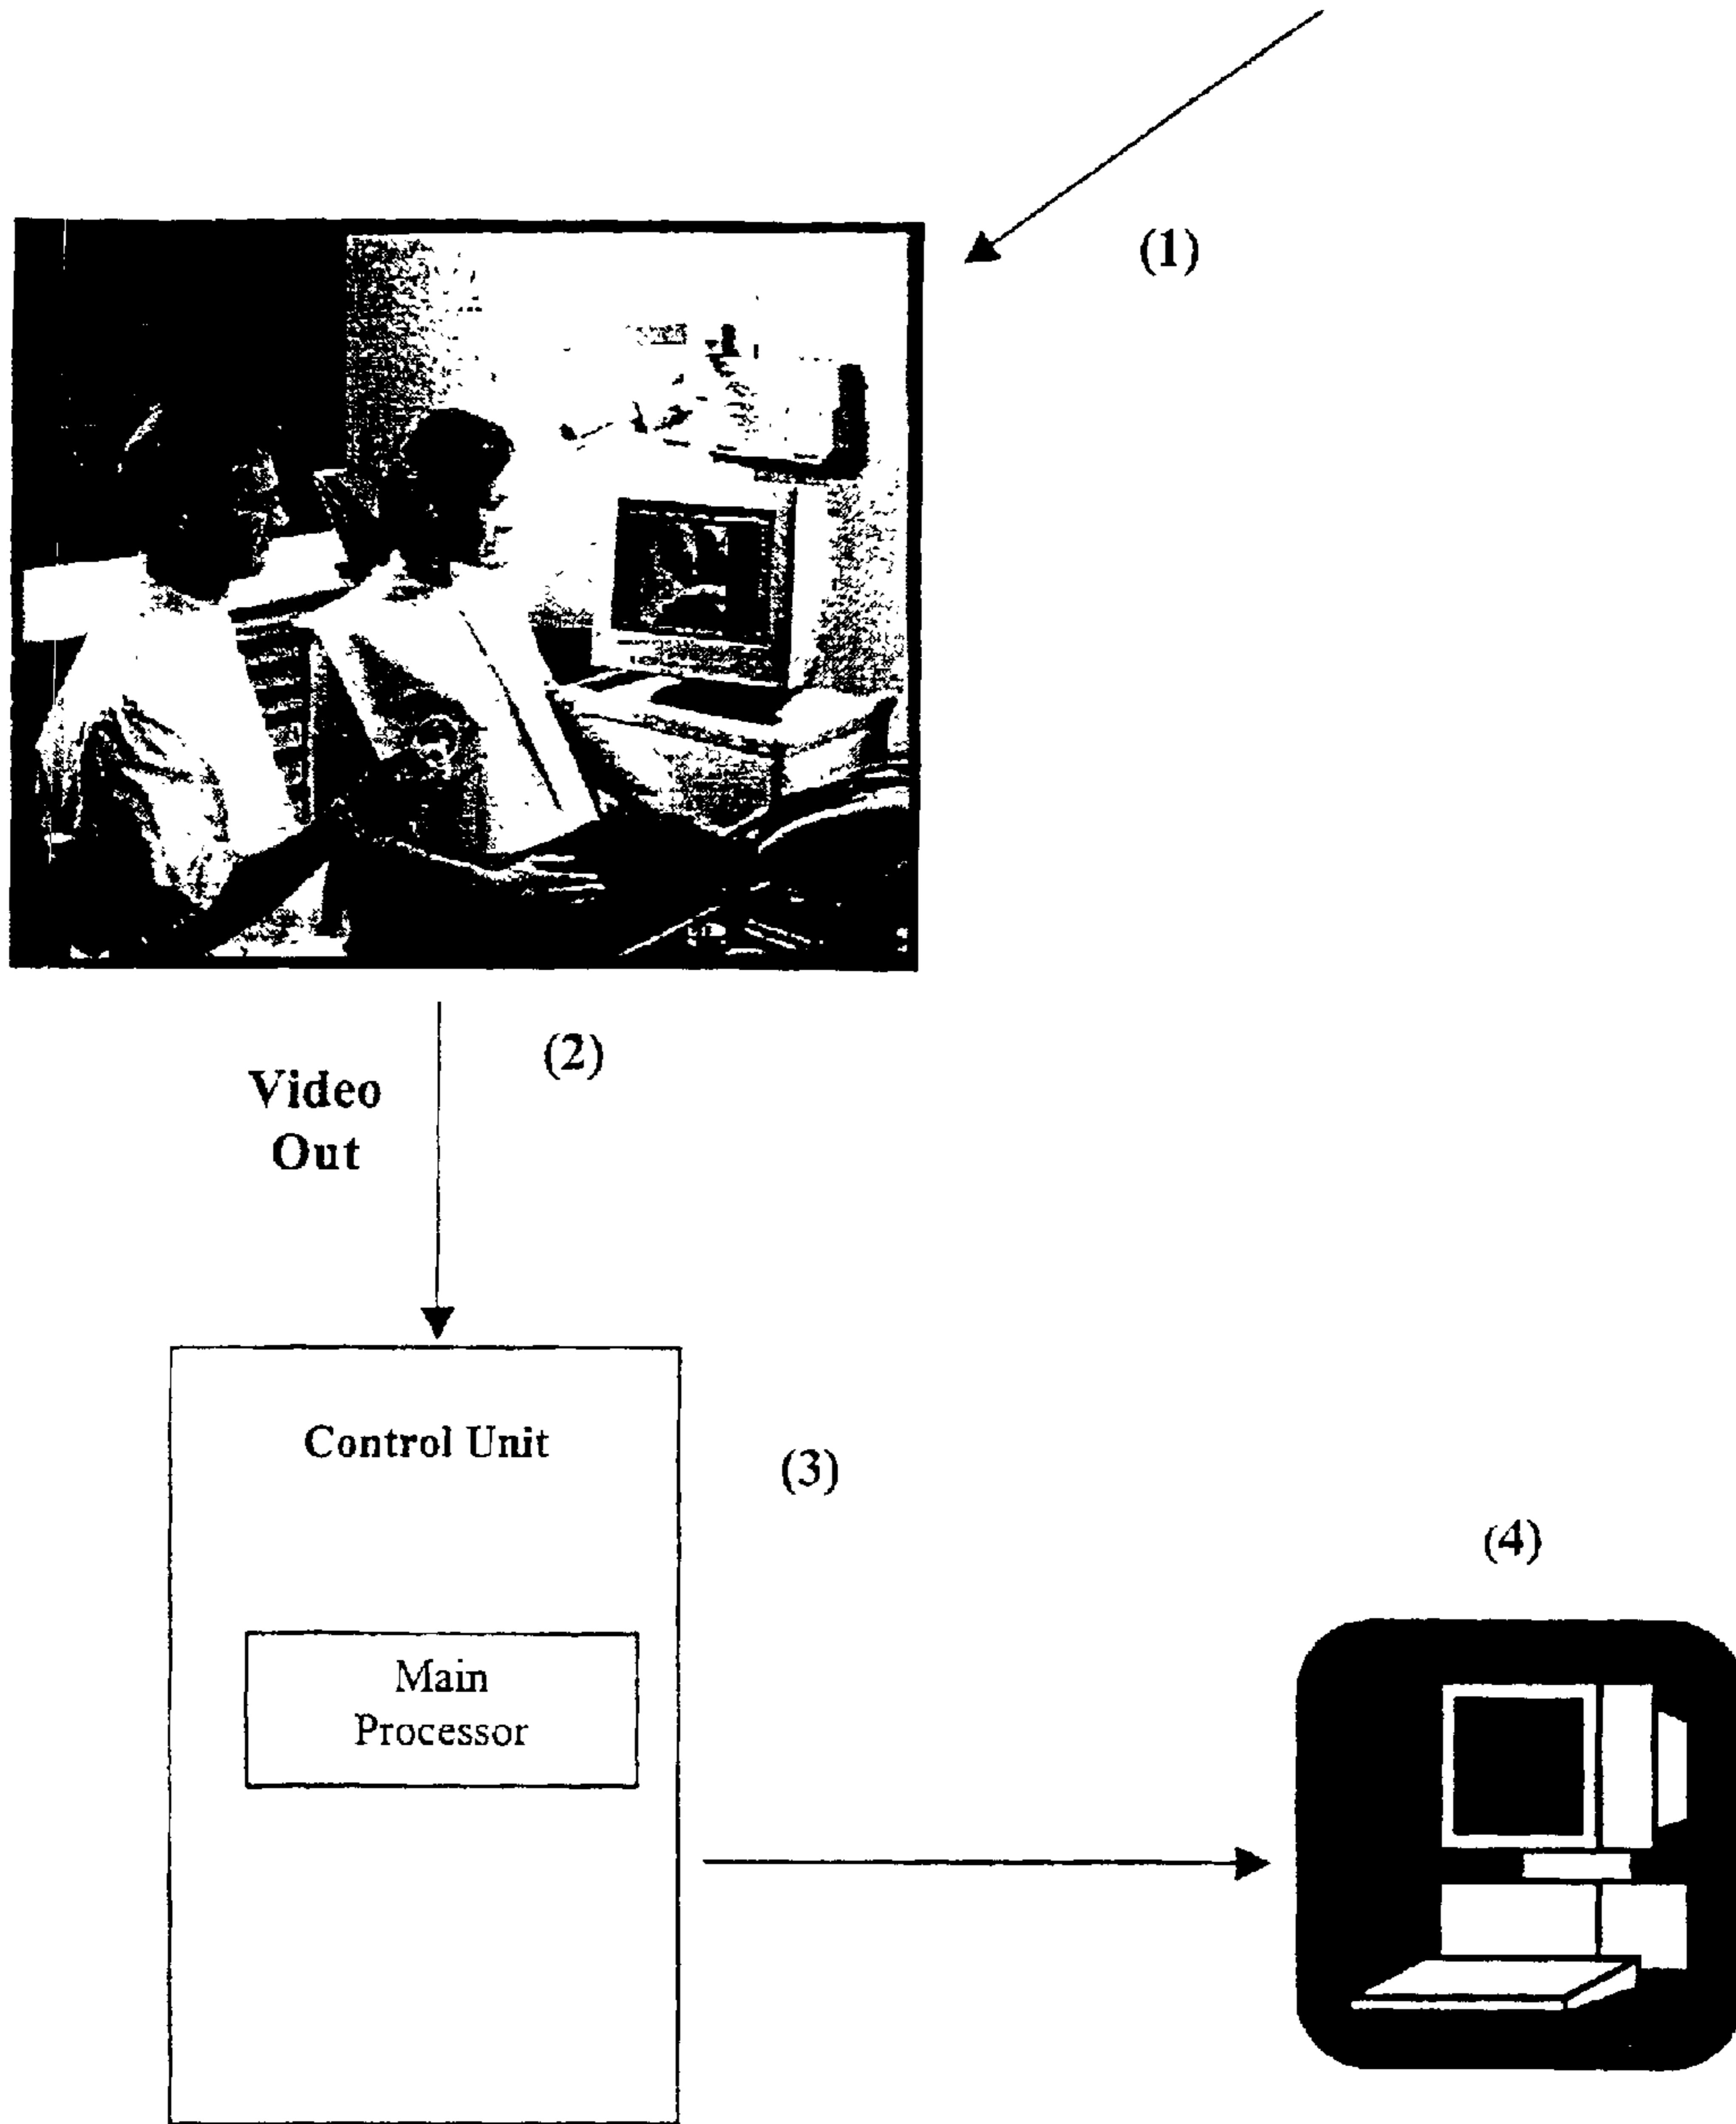 (1)
(2)
Video
Out
Control Unit
(3)
(4)
Main
Processor